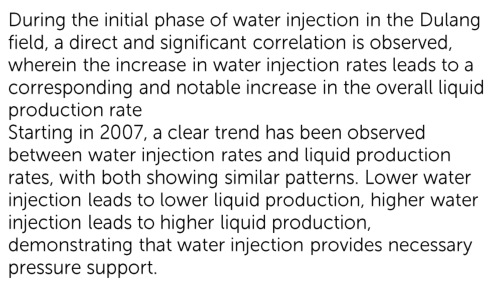 During the initial phase of water injection in the Dulang
field, a direct and significant correlation is observed,
wherein the increase in water injection rates leads to a
corresponding and notable increase in the overall liquid
production rate
Starting in 2007, a clear trend has been observed
between water injection rates and liquid production
rates, with both showing similar patterns. Lower water
injection leads to lower liquid production, higher water
injection leads to higher liquid production,
demonstrating that water injection provides necessary
pressure support.